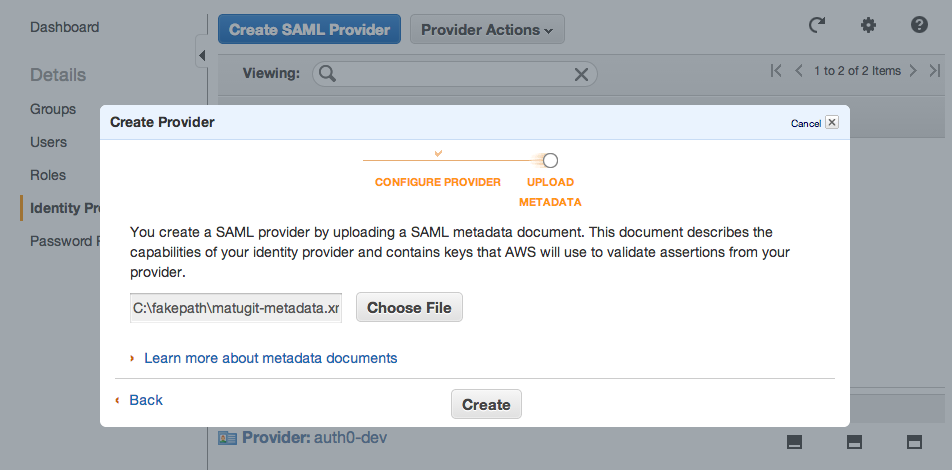 Dashboard
Create SAML Provider
Provider Actions
Details
Viewing:
1 to 2 of 2 Items
Groups
Users
Roles
Identity Pr
Password
Create Provider
Cancel
CONFIGURE PROVIDER
UPLOAD
METADATA
You create a SAML provider by uploading a SAML metadata document. This document describes the
capabilities of your identity provider and contains keys that AWS will use to validate assertions from your
provider.
C:\fakepath\matugit-metadata.xr
Choose File
Learn more about metadata documents
Back
Create
Provider: auth0-dev